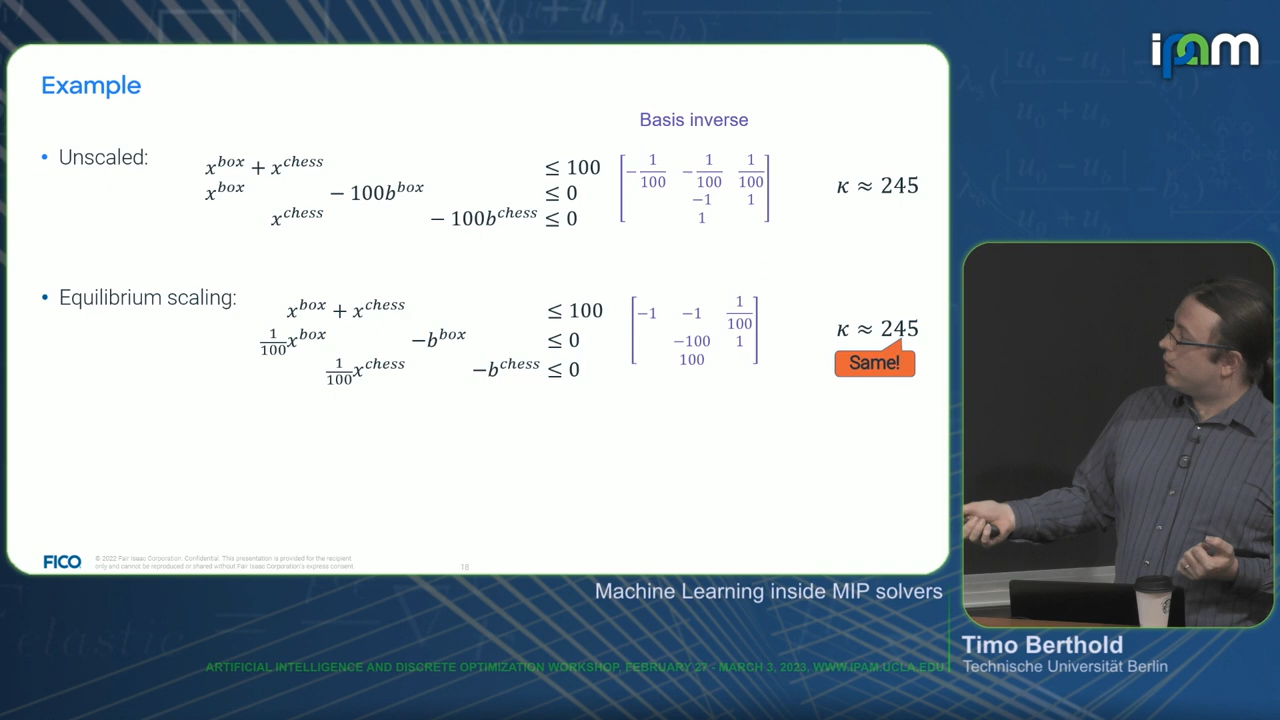 ipam
Example
Basis inverse
• Unscaled:
x^box + x^chess ≤ 100
x^box − 100b^box ≤ 0
x^chess − 100b^chess ≤ 0
−1/100 −1/100 1/100
−1 1
1
κ ≈ 245
• Equilibrium scaling:
x^box + x^chess ≤ 100
1/100 x^box −b^box ≤ 0
1/100 x^chess −b^chess ≤ 0
−1 −1 1/100
−100 1
100
κ ≈ 245
Same!
FICO
© 2022 Fair Isaac Corporation. Confidential. This presentation is provided for the recipient
only and cannot be reproduced or shared without Fair Isaac Corporation's express consent.
18
Machine Learning inside MIP solvers
Timo Berthold
Technische Universität Berlin
ARTIFICIAL INTELLIGENCE AND DISCRETE OPTIMIZATION WORKSHOP, FEBRUARY 27 - MARCH 3, 2023, WWW.IPAM.UCLA.EDU